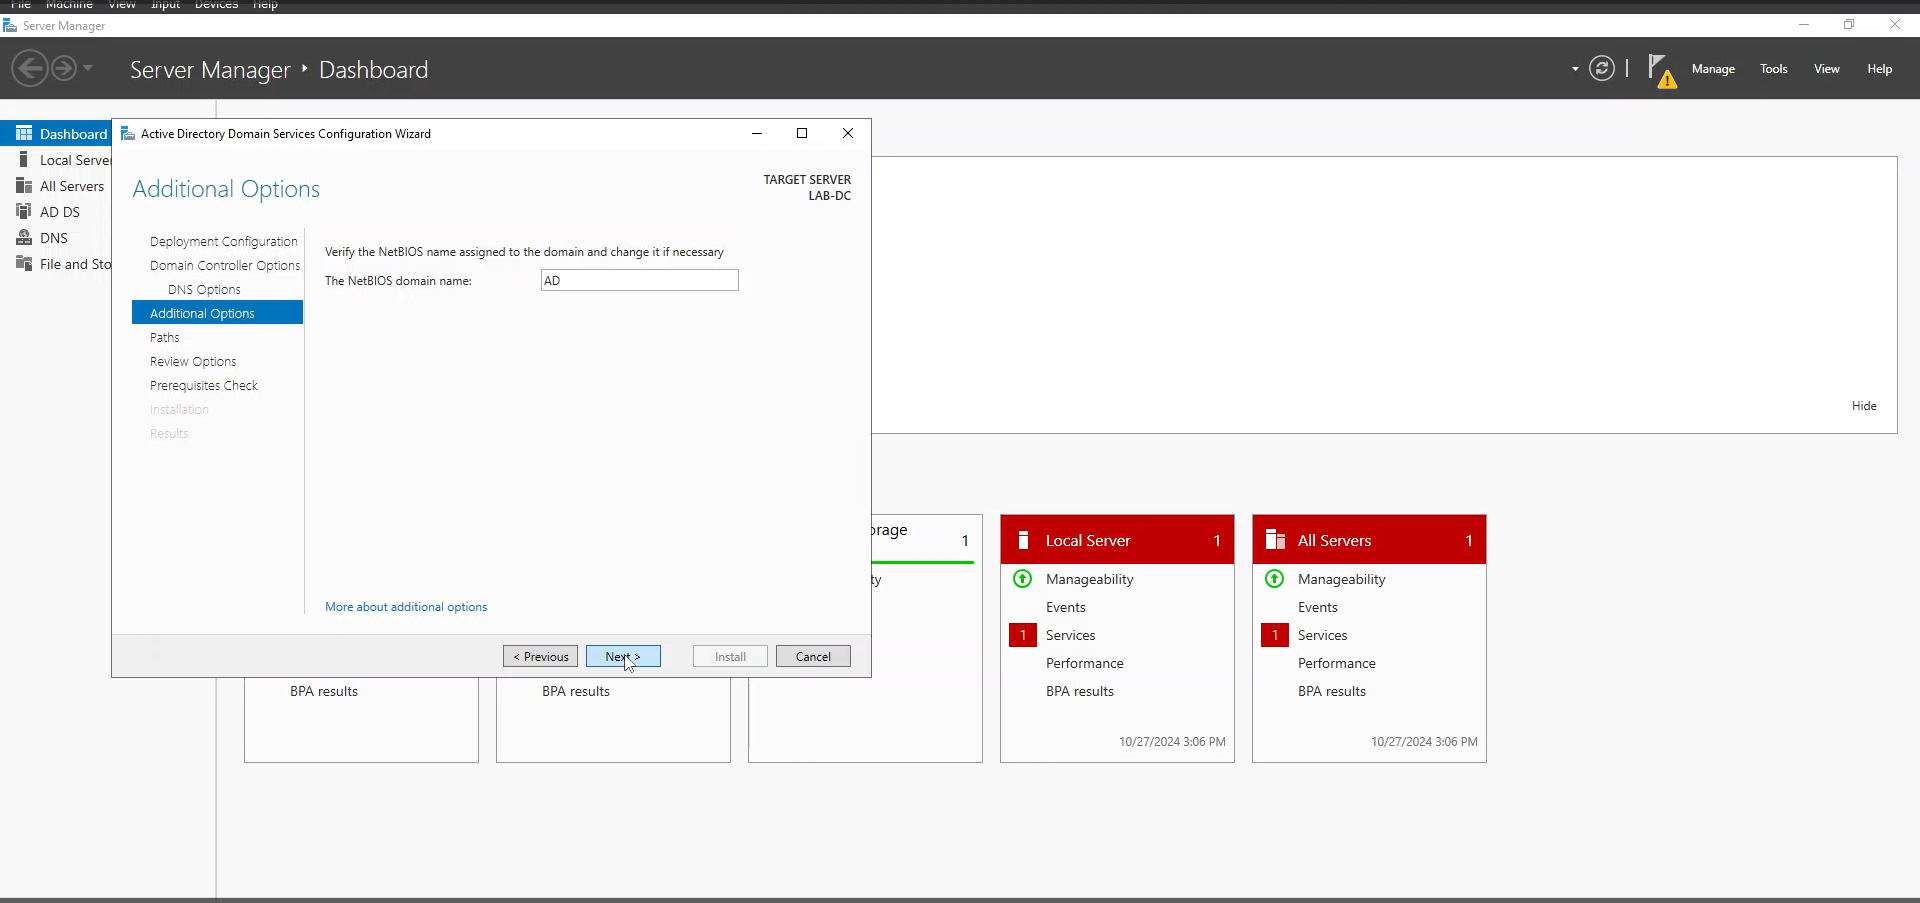 File Machine View Input Devices Help
Server Manager
Server Manager ‣ Dashboard
Manage Tools View Help
Dashboard
Local Server
All Servers
AD DS
DNS
File and Sto
Active Directory Domain Services Configuration Wizard
Additional Options
TARGET SERVER
LAB-DC
Deployment Configuration
Domain Controller Options
DNS Options
Additional Options
Paths
Review Options
Prerequisites Check
Installation
Results
Verify the NetBIOS name assigned to the domain and change it if necessary
The NetBIOS domain name: AD
More about additional options
< Previous Next > Install Cancel
Hide
orage 1
ty
BPA results
BPA results
Local Server 1
Manageability
Events
1 Services
Performance
BPA results
10/27/2024 3:06 PM
All Servers 1
Manageability
Events
1 Services
Performance
BPA results
10/27/2024 3:06 PM